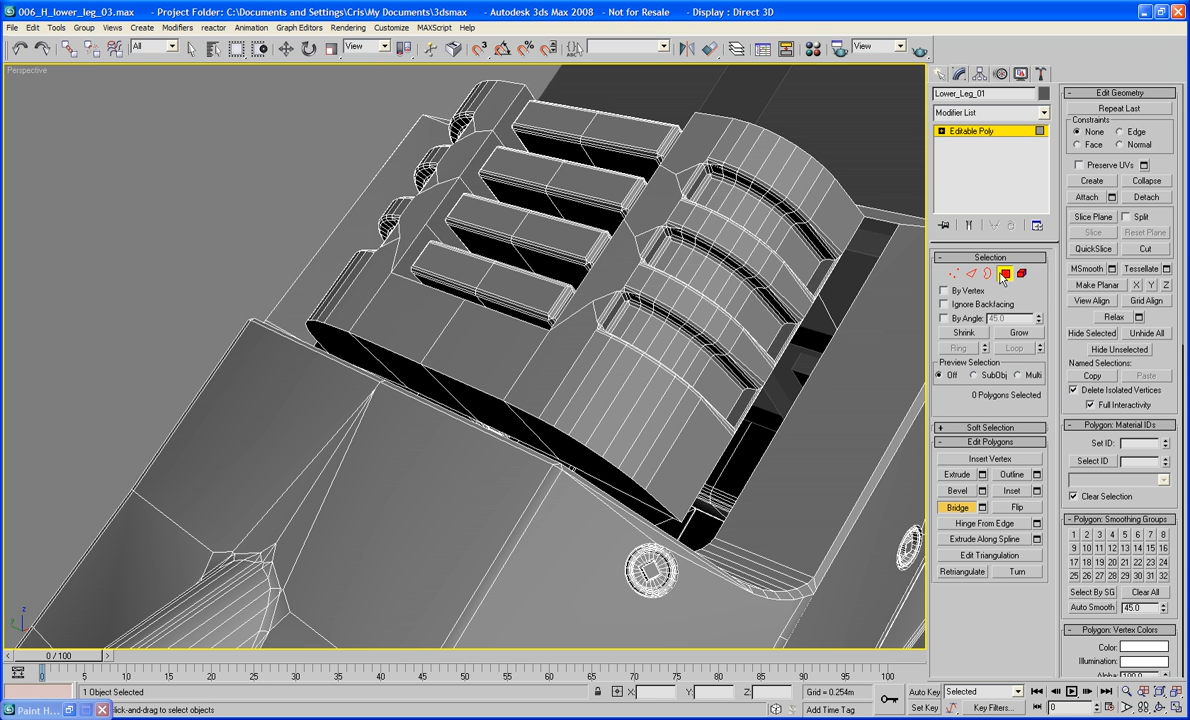 006_H_lower_leg_03.max - Project Folder: C:\Documents and Settings\Cris\My Documents\3dsmax - Autodesk 3ds Max 2008 - Not for Resale - Display : Direct 3D
File Edit Tools Group Views Create Modifiers reactor Animation Graph Editors Rendering Customize MAXScript Help
All View View
Perspective
Lower_Leg_01
Modifier List
Editable Poly
- Selection
By Vertex
Ignore Backfacing
By Angle: 45.0
Shrink Grow
Ring Loop
Preview Selection
Off SubObj Multi
0 Polygons Selected
+ Soft Selection
- Edit Polygons
Insert Vertex
Extrude Outline
Bevel Inset
Bridge Flip
Hinge From Edge
Extrude Along Spline
Edit Triangulation
Retriangulate Turn
- Edit Geometry
Repeat Last
Constraints
None Edge
Face Normal
Preserve UVs
Create Collapse
Attach Detach
Slice Plane Split
Slice Reset Plane
QuickSlice Cut
MSmooth Tessellate
Make Planar X Y Z
View Align Grid Align
Relax
Hide Selected Unhide All
Hide Unselected
Named Selections:
Copy Paste
Delete Isolated Vertices
Full Interactivity
- Polygon: Material IDs
Set ID:
Select ID
Clear Selection
- Polygon: Smoothing Groups
1 2 3 4 5 6 7 8
9 10 11 12 13 14 15 16
17 18 19 20 21 22 23 24
25 26 27 28 29 30 31 32
Select By SG Clear All
Auto Smooth 45.0
- Polygon: Vertex Colors
Color:
Illumination:
Alpha: 100.0
z
0 / 100
0 5 10 15 20 25 30 35 40 45 50 55 60 65 70 75 80 85 90 95 100
1 Object Selected X: Y: Z: Grid = 0.254m Auto Key Selected
Paint H... lick-and-drag to select objects Add Time Tag Set Key Key Filters... 0